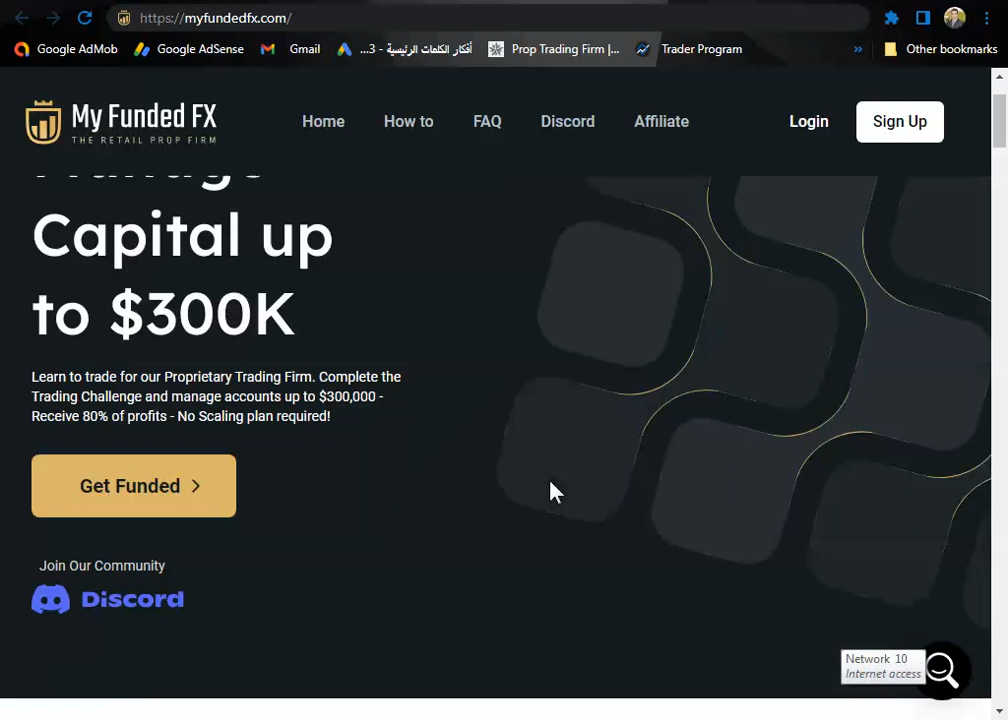 https://myfundedfx.com/
Google AdMob
Google AdSense
Gmail
أفكار الكلمات الرئيسية - 3...
Prop Trading Firm |...
Trader Program
»
Other bookmarks
My Funded FX
THE RETAIL PROP FIRM
Home
How to
FAQ
Discord
Affiliate
Login
Sign Up
Capital up
to $300K
Learn to trade for our Proprietary Trading Firm. Complete the
Trading Challenge and manage accounts up to $300,000 -
Receive 80% of profits - No Scaling plan required!
Get Funded >
Join Our Community
Discord
Network 10
Internet access